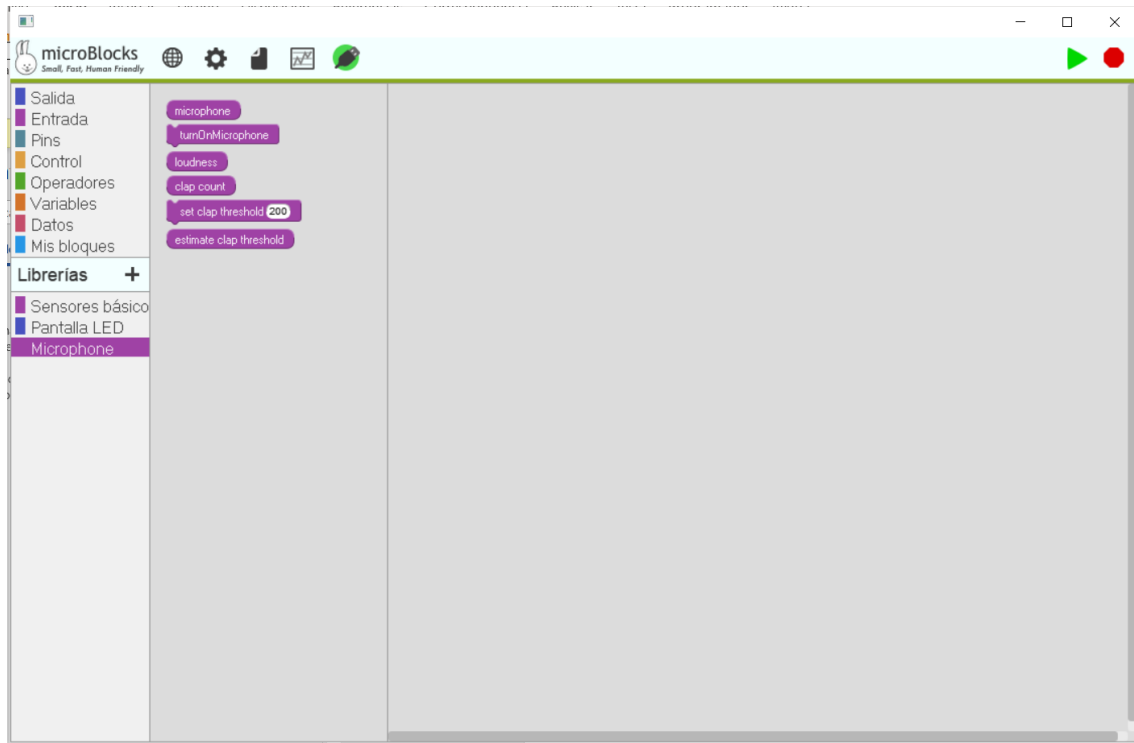 microBlocks
Small, Fast, Human Friendly
Salida
Entrada
Pins
Control
Operadores
Variables
Datos
Mis bloques
Librerías +
Sensores básico
Pantalla LED
Microphone
microphone
turnOnMicrophone
loudness
clap count
set clap threshold 200
estimate clap threshold